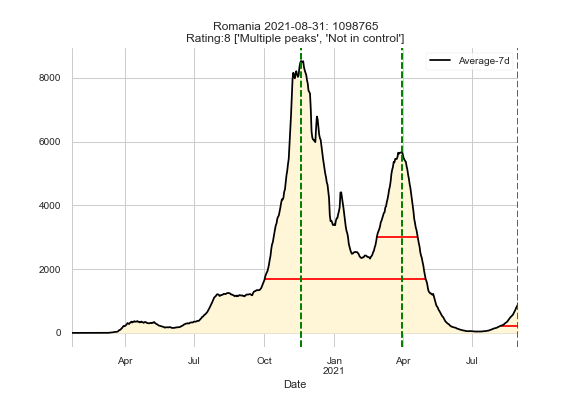 Romania 2021-08-31: 1098765
Rating:8 ['Multiple peaks', 'Not in control']
Average-7d
8000
6000
4000
2000
0
Apr
Jul
Oct
Jan
2021
Apr
Jul
Date